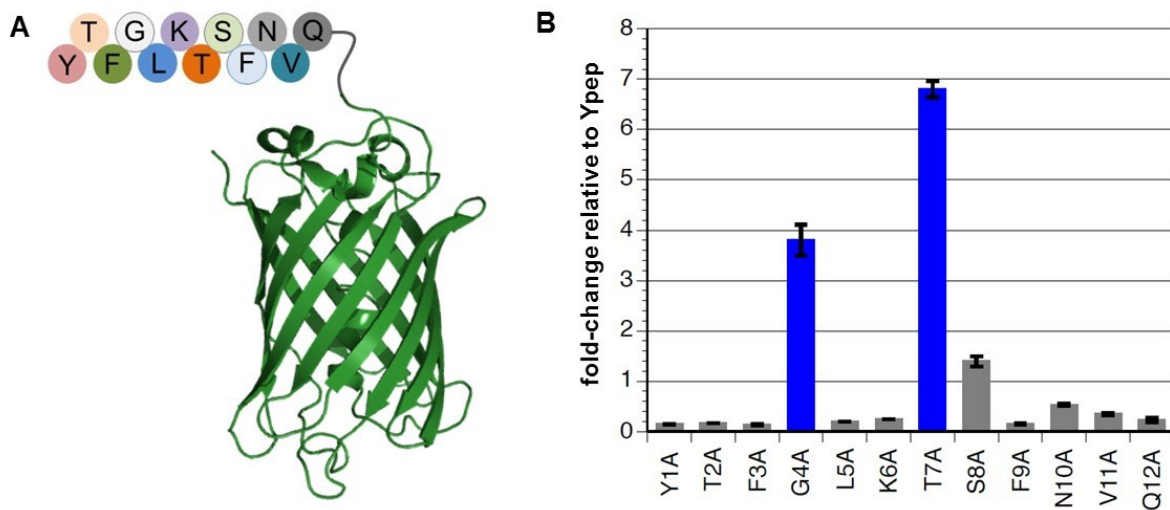 A
T G K S N Q
Y F L T F V
B
fold-change relative to Ypep
8
7
6
5
4
3
2
1
0
Y1A
T2A
F3A
G4A
L5A
K6A
T7A
S8A
F9A
N10A
V11A
Q12A